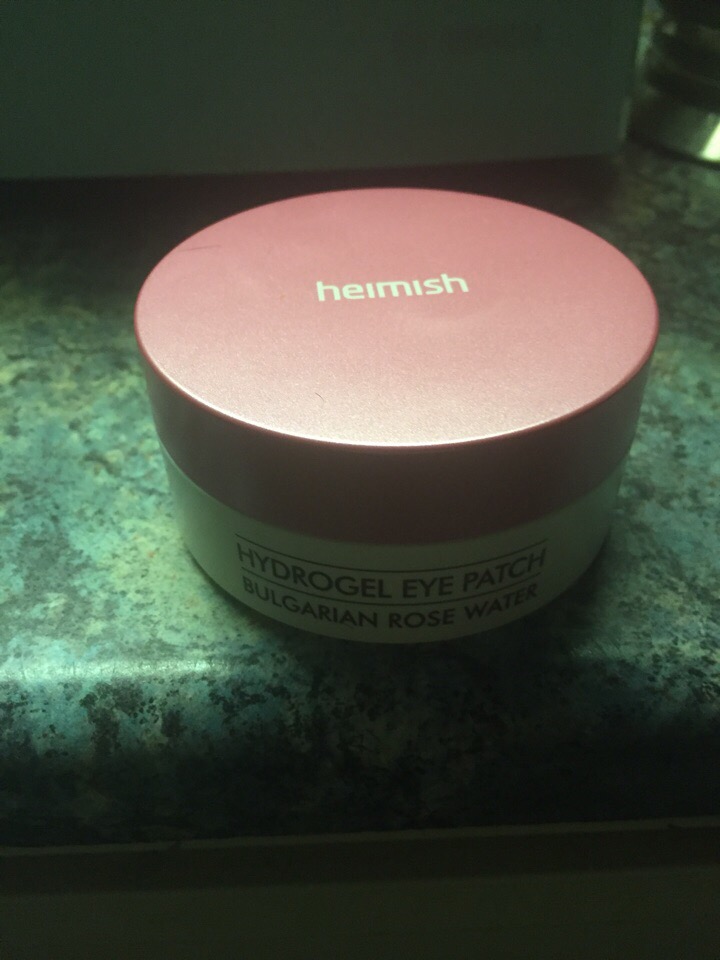 heimish
HYDROGEL EYE PATCH
BULGARIAN ROSE WATER